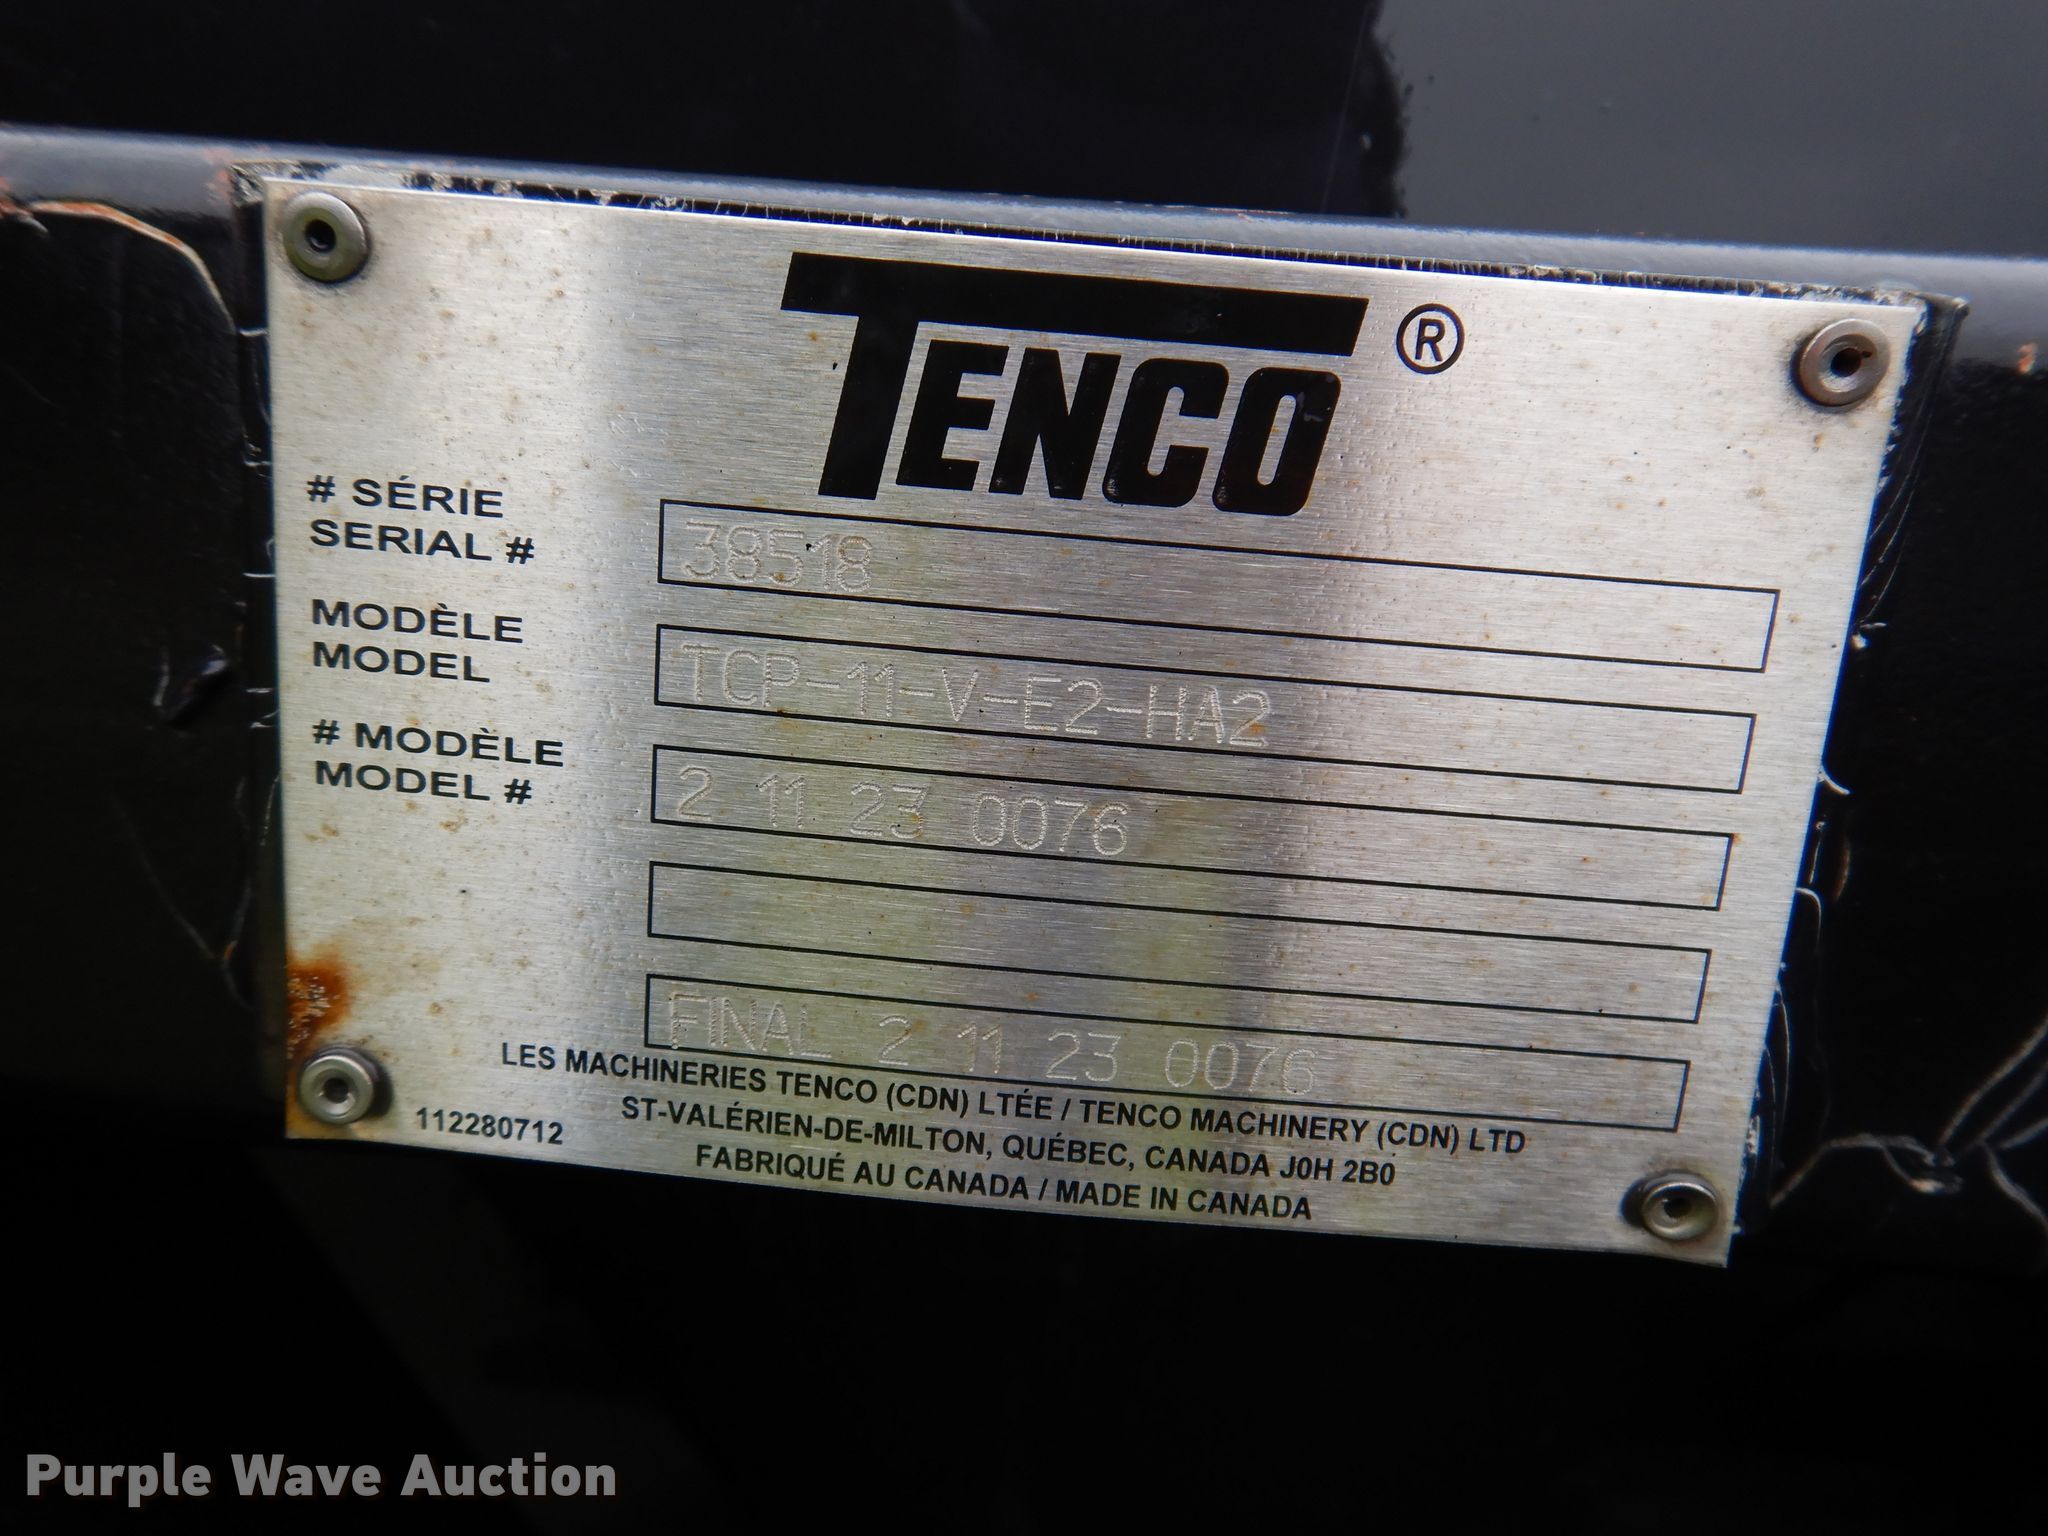 TENCO ®
# SÉRIE
SERIAL #
38518
MODÈLE
MODEL
TCP-11-V-E2-HA2
# MODÈLE
MODEL #
2 11 23 0076
FINAL 2 11 23 0076
LES MACHINERIES TENCO (CDN) LTÉE / TENCO MACHINERY (CDN) LTD
112280712
ST-VALÉRIEN-DE-MILTON, QUÉBEC, CANADA J0H 2B0
FABRIQUÉ AU CANADA / MADE IN CANADA
Purple Wave Auction